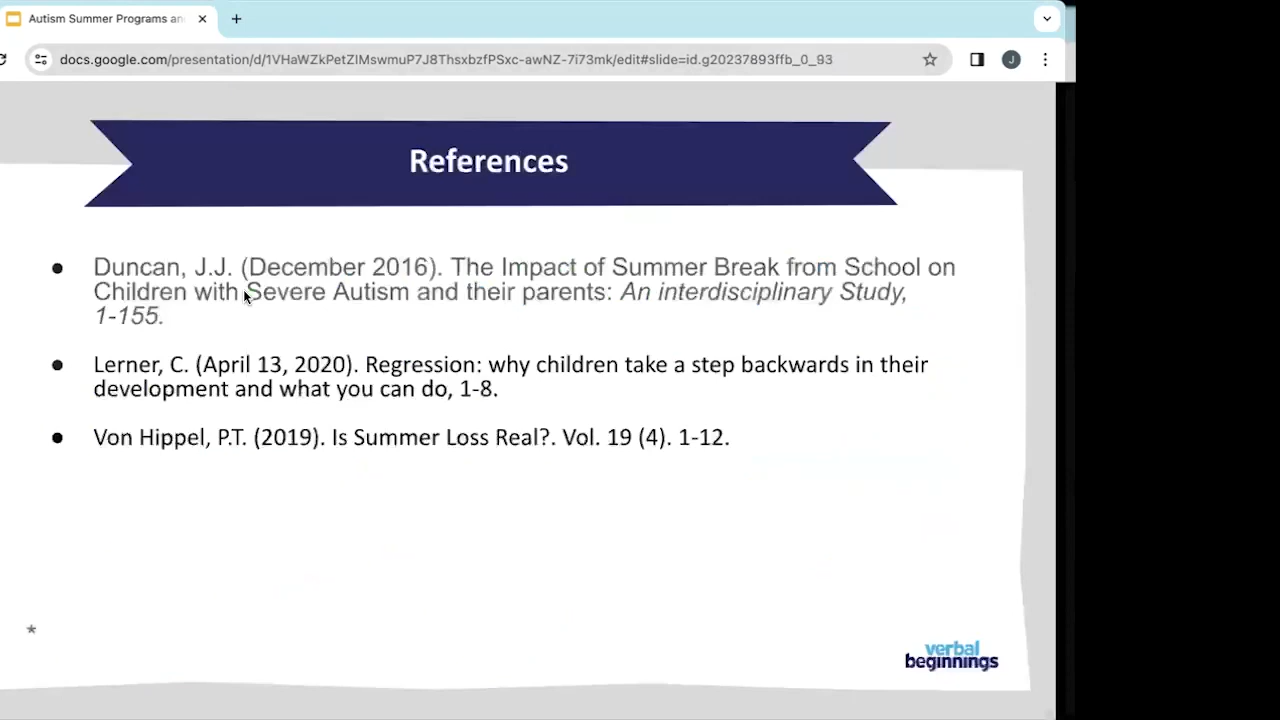 Autism Summer Programs an
docs.google.com/presentation/d/1VHaWZkPetZIMswmuP7J8ThsxbzfPSxc-awNZ-7i73mk/edit#slide=id.g20237893ffb_0_93
J
References
● Duncan, J.J. (December 2016). The Impact of Summer Break from School on
Children with Severe Autism and their parents: An interdisciplinary Study,
1-155.
● Lerner, C. (April 13, 2020). Regression: why children take a step backwards in their
development and what you can do, 1-8.
● Von Hippel, P.T. (2019). Is Summer Loss Real?. Vol. 19 (4). 1-12.
*
verbal
beginnings